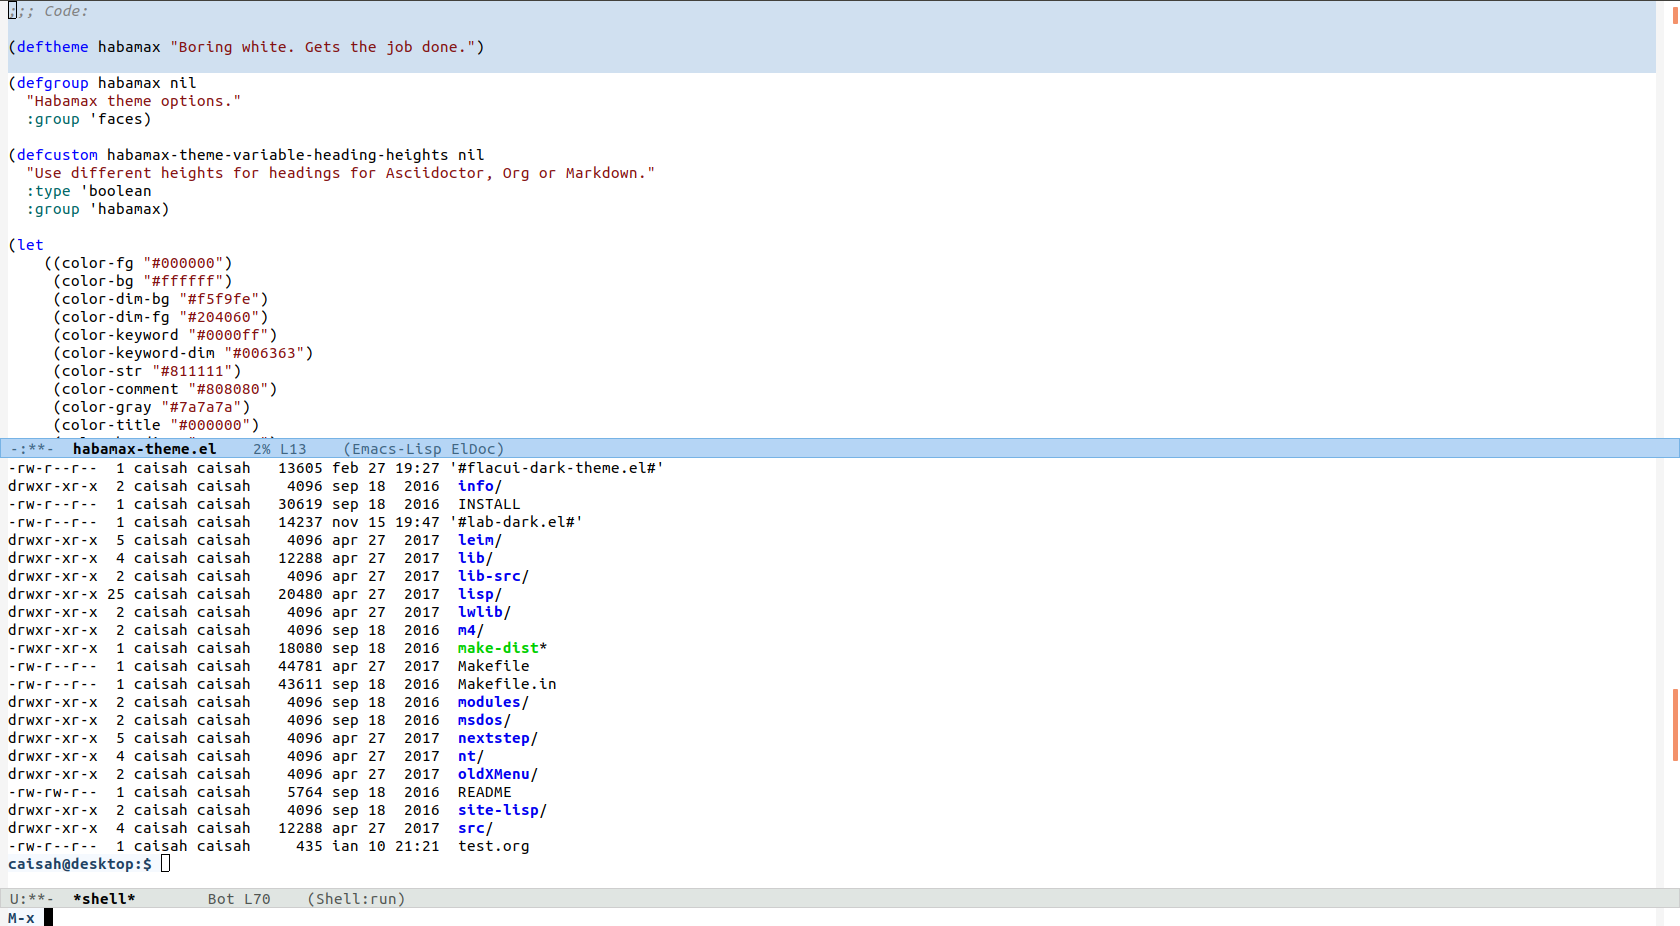 ;;; Code:
(deftheme habamax "Boring white. Gets the job done.")
(defgroup habamax nil
  "Habamax theme options."
  :group 'faces)
(defcustom habamax-theme-variable-heading-heights nil
  "Use different heights for headings for Asciidoctor, Org or Markdown."
  :type 'boolean
  :group 'habamax)
(let
    ((color-fg "#000000")
     (color-bg "#ffffff")
     (color-dim-bg "#f5f9fe")
     (color-dim-fg "#204060")
     (color-keyword "#0000ff")
     (color-keyword-dim "#006363")
     (color-str "#811111")
     (color-comment "#808080")
     (color-gray "#7a7a7a")
     (color-title "#000000")
-:**-  habamax-theme.el    2% L13    (Emacs-Lisp ElDoc)
-rw-r--r--  1 caisah caisah   13605 feb 27 19:27 '#flacui-dark-theme.el#'
drwxr-xr-x  2 caisah caisah    4096 sep 18  2016  info/
-rw-r--r--  1 caisah caisah   30619 sep 18  2016  INSTALL
-rw-r--r--  1 caisah caisah   14237 nov 15 19:47 '#lab-dark.el#'
drwxr-xr-x  5 caisah caisah    4096 apr 27  2017  leim/
drwxr-xr-x  4 caisah caisah   12288 apr 27  2017  lib/
drwxr-xr-x  2 caisah caisah    4096 apr 27  2017  lib-src/
drwxr-xr-x 25 caisah caisah   20480 apr 27  2017  lisp/
drwxr-xr-x  2 caisah caisah    4096 apr 27  2017  lwlib/
drwxr-xr-x  2 caisah caisah    4096 sep 18  2016  m4/
-rwxr-xr-x  1 caisah caisah   18080 sep 18  2016  make-dist*
-rw-r--r--  1 caisah caisah   44781 apr 27  2017  Makefile
-rw-r--r--  1 caisah caisah   43611 sep 18  2016  Makefile.in
drwxr-xr-x  2 caisah caisah    4096 sep 18  2016  modules/
drwxr-xr-x  2 caisah caisah    4096 sep 18  2016  msdos/
drwxr-xr-x  5 caisah caisah    4096 apr 27  2017  nextstep/
drwxr-xr-x  4 caisah caisah    4096 apr 27  2017  nt/
drwxr-xr-x  2 caisah caisah    4096 apr 27  2017  oldXMenu/
-rw-rw-r--  1 caisah caisah    5764 sep 18  2016  README
drwxr-xr-x  2 caisah caisah    4096 sep 18  2016  site-lisp/
drwxr-xr-x  4 caisah caisah   12288 apr 27  2017  src/
-rw-r--r--  1 caisah caisah     435 ian 10 21:21  test.org
caisah@desktop:$
U:**-  *shell*        Bot L70    (Shell:run)
M-x